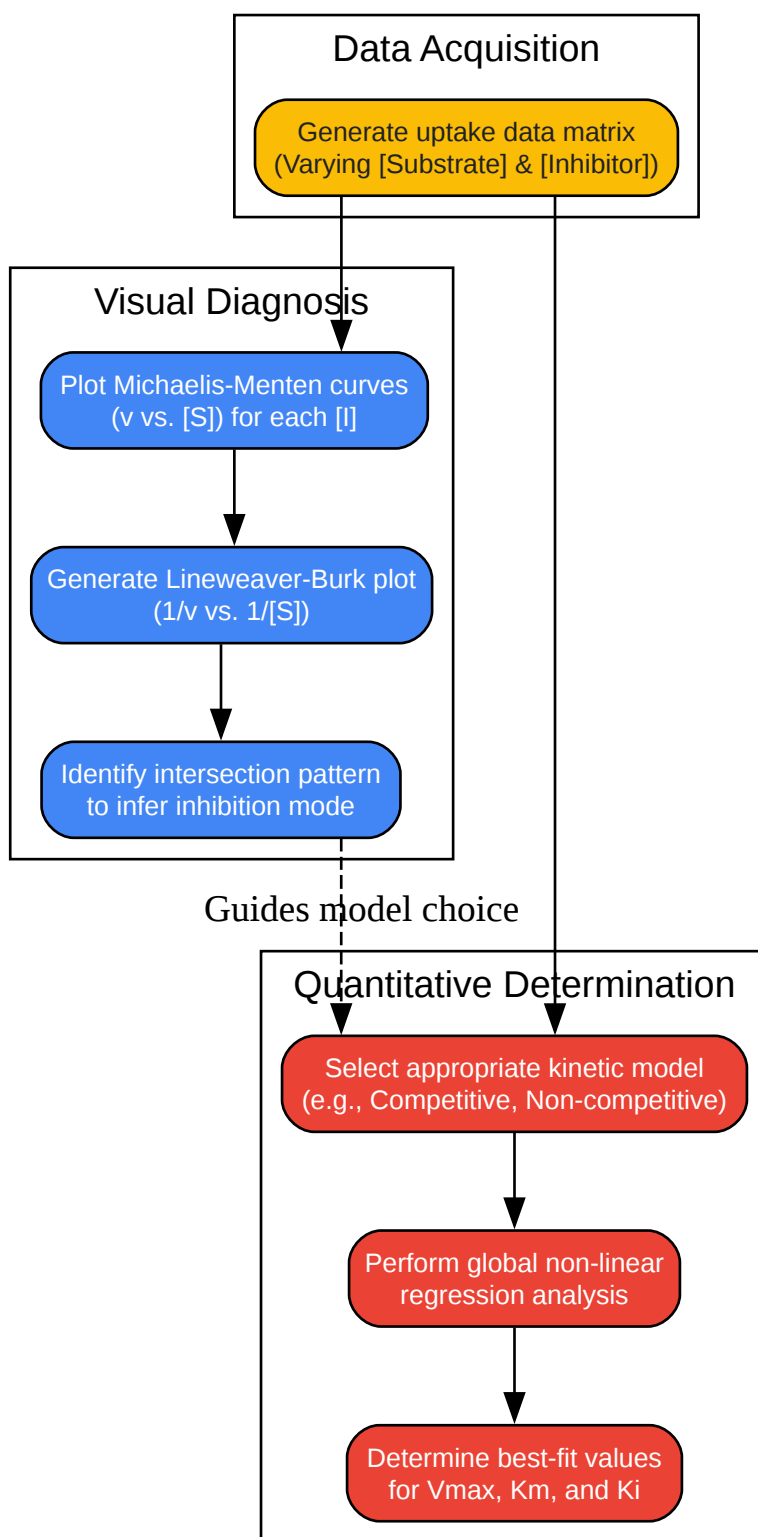 Data Acquisition
Generate uptake data matrix
(Varying [Substrate] & [Inhibitor])
Visual Diagnosis
Plot Michaelis-Menten curves
(v vs. [S]) for each [I]
Generate Lineweaver-Burk plot
(1/v vs. 1/[S])
Identify intersection pattern
to infer inhibition mode
Guides model choice
Quantitative Determination
Select appropriate kinetic model
(e.g., Competitive, Non-competitive)
Perform global non-linear
regression analysis
Determine best-fit values
for Vmax, Km, and Ki